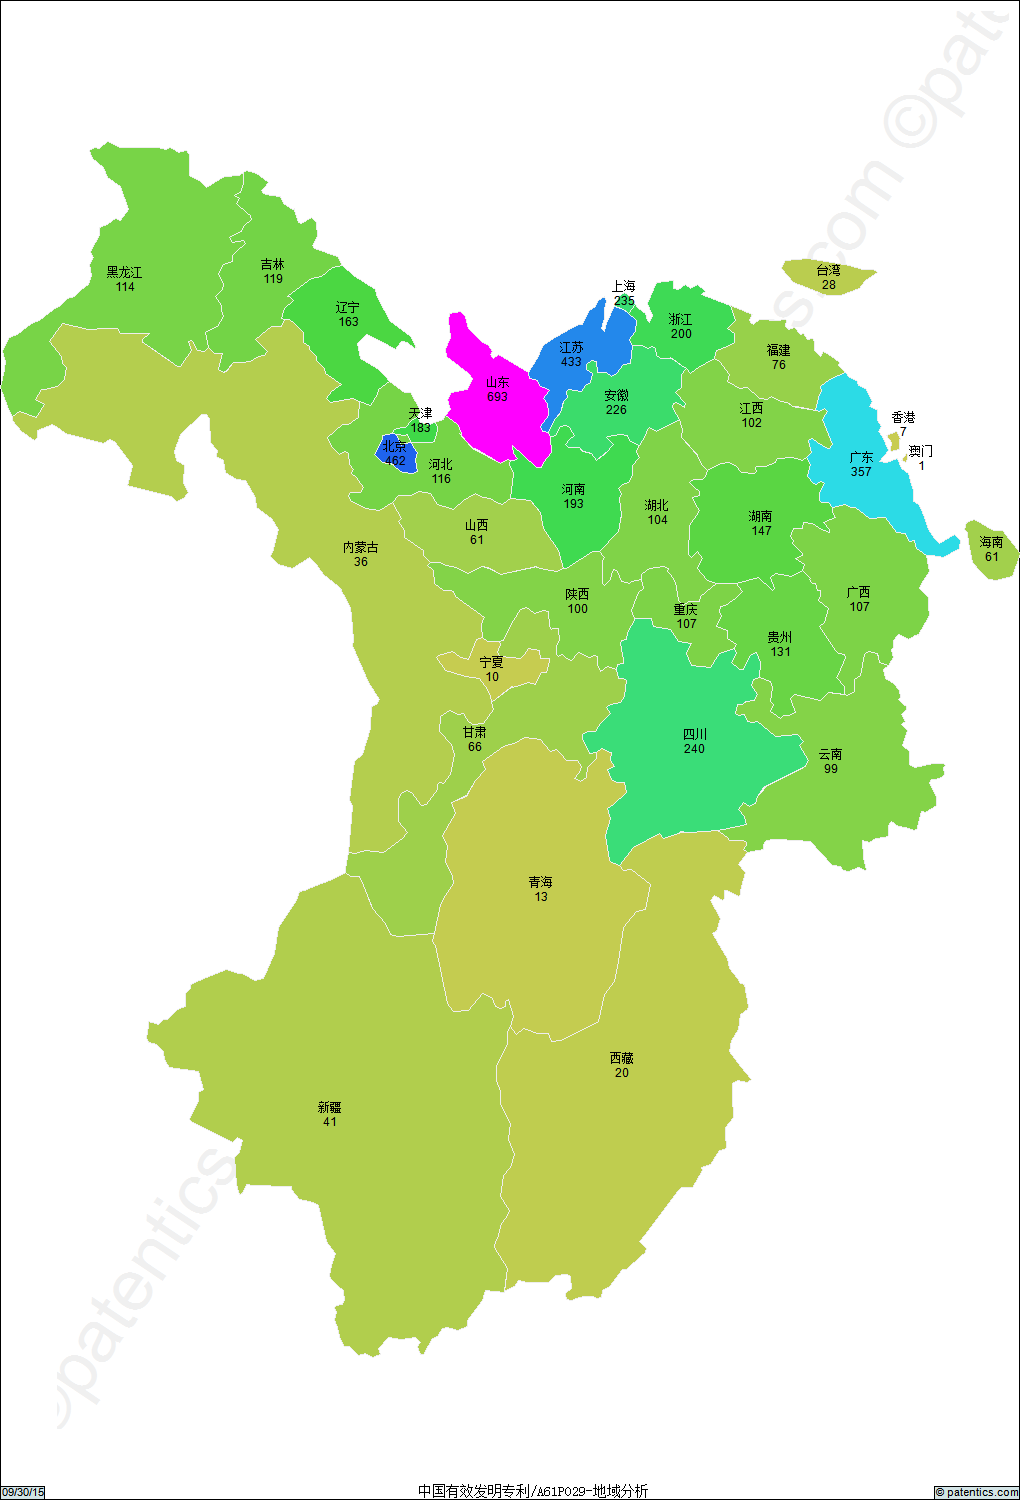 ©patentics.com ©pate
黑龙江
114
吉林
119
辽宁
163
台湾
28
上海
235
浙江
200
江苏
433
福建
76
山东
693
安徽
226
江西
102
天津
183
香港
7
北京
462
河北
116
广东
357
澳门
1
河南
193
湖北
104
湖南
147
山西
61
海南
61
内蒙古
36
陕西
100
重庆
107
广西
107
贵州
131
宁夏
10
甘肃
66
四川
240
云南
99
青海
13
西藏
20
新疆
41
09/30/15
中国有效发明专利/A61P029-地域分析
© patentics.com